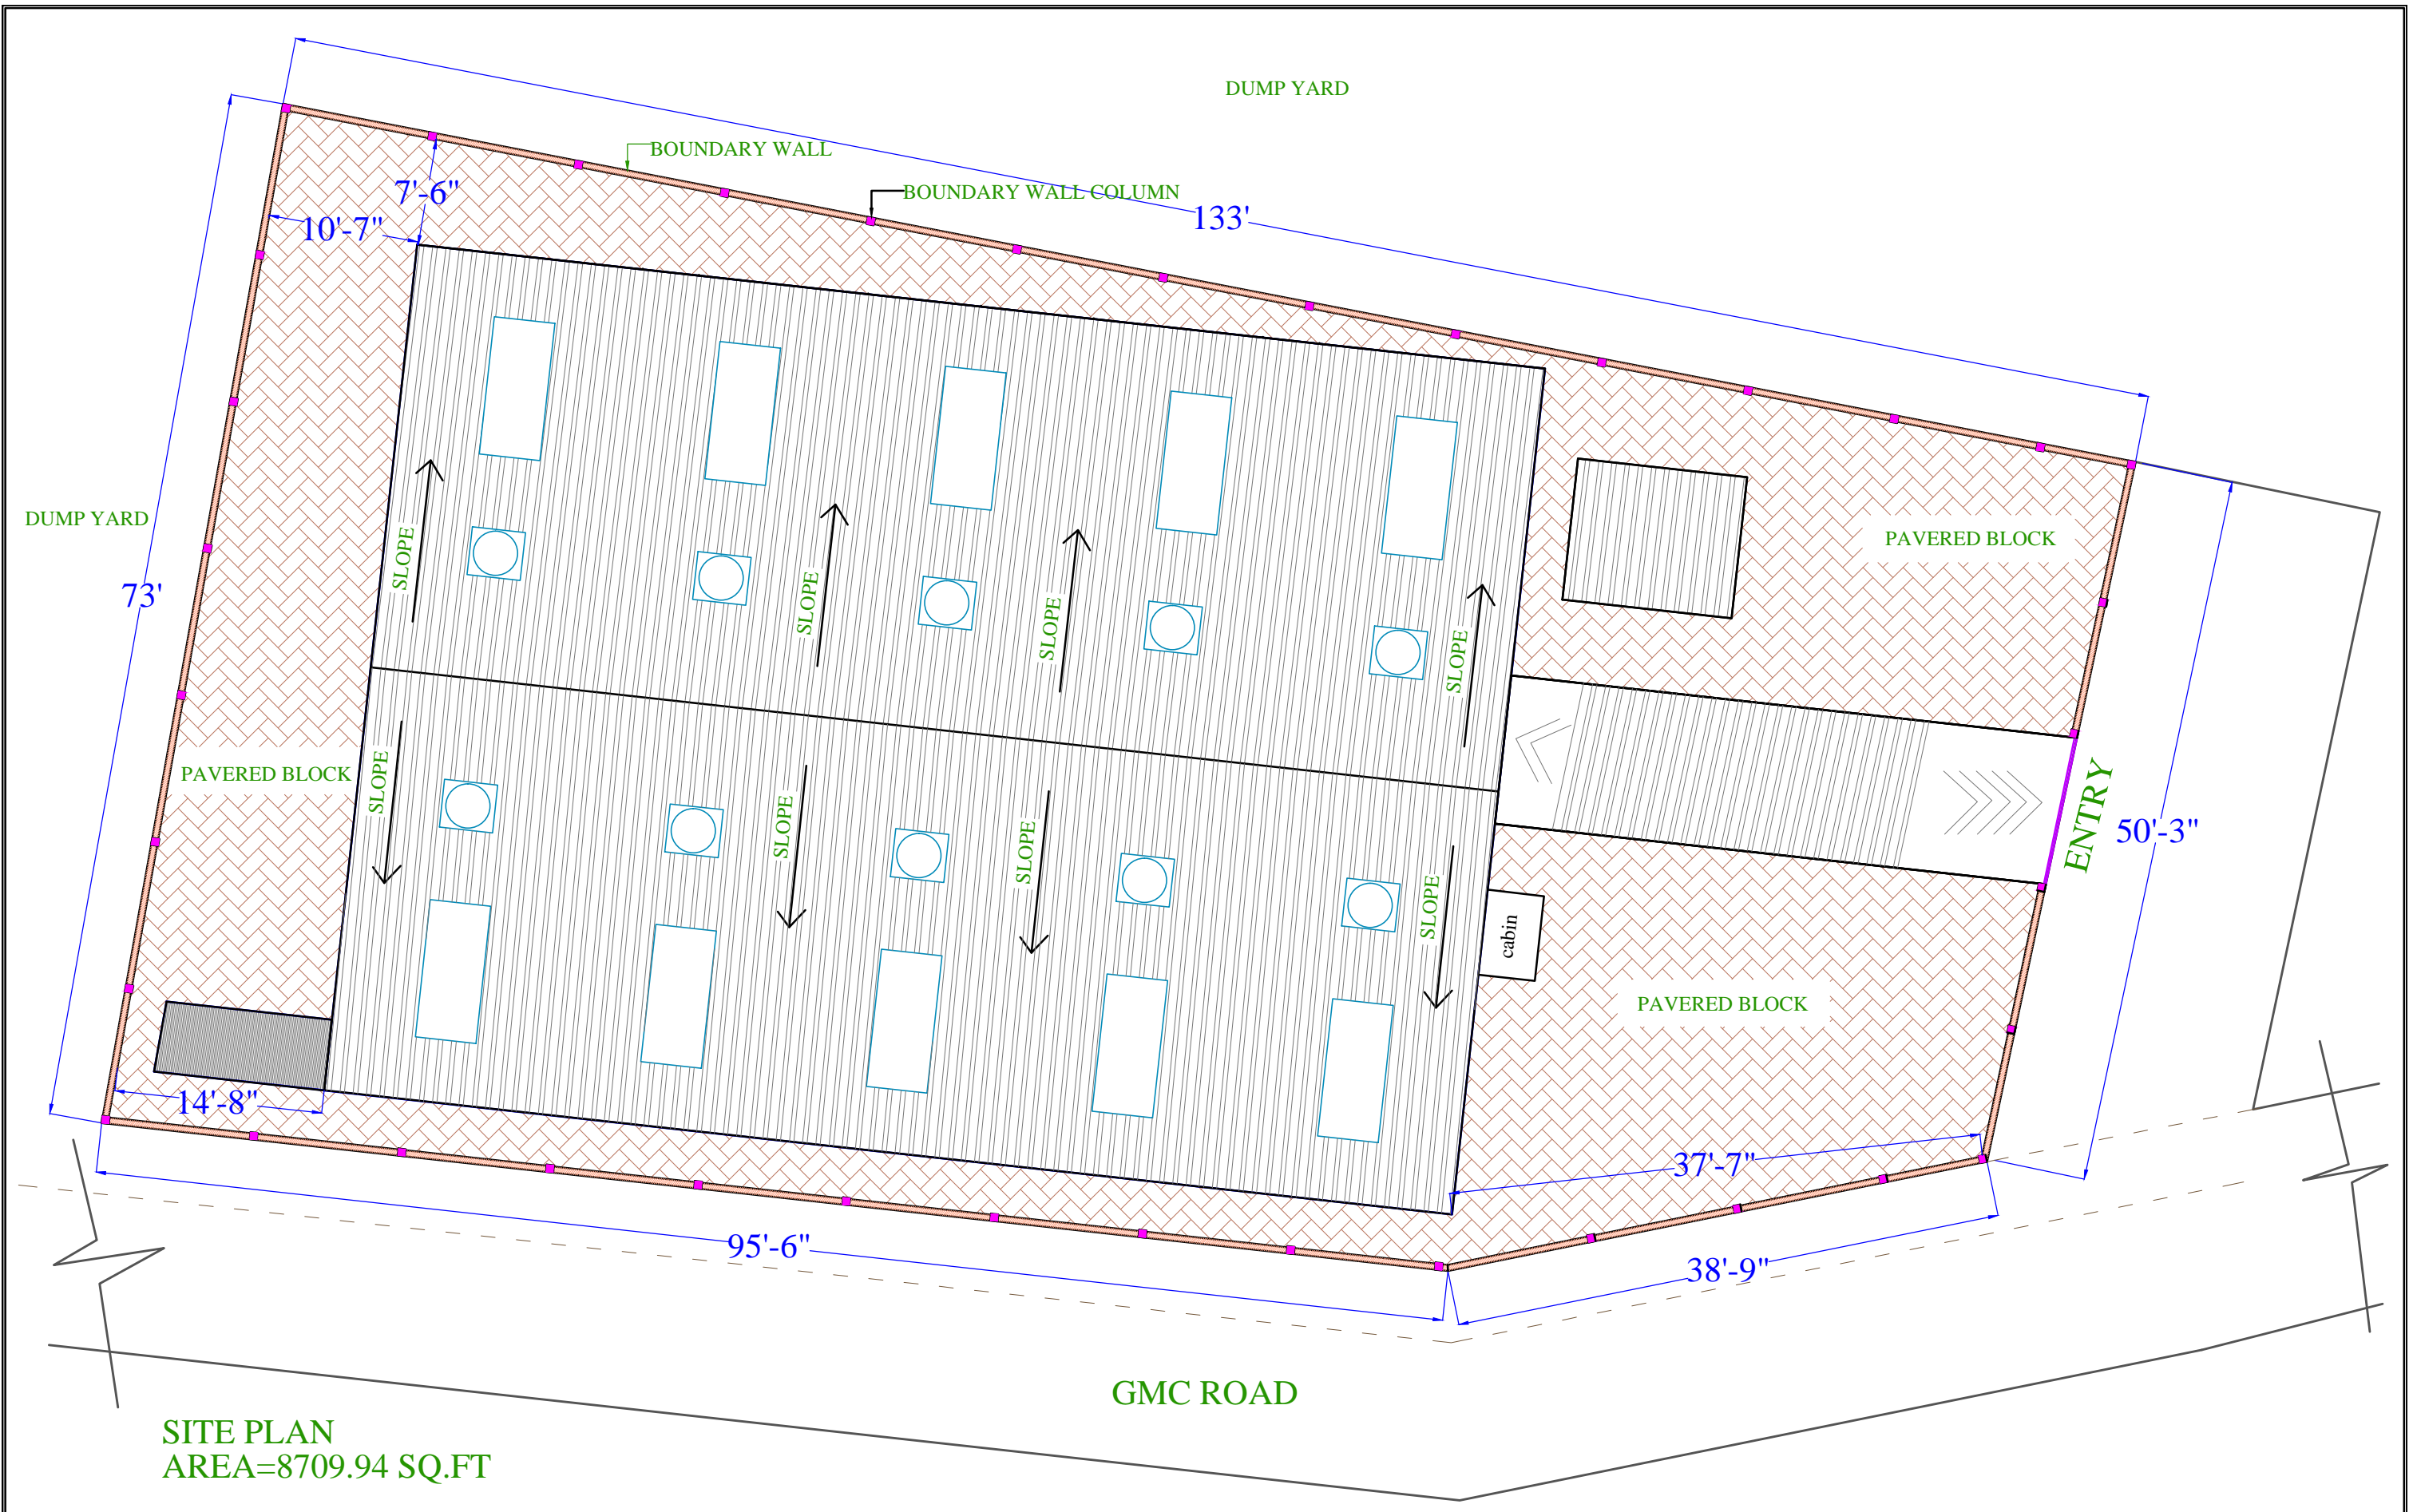 DUMP YARD
BOUNDARY WALL
BOUNDARY WALL COLUMN
7'-6"
10'-7"
133'
DUMP YARD
73'
SLOPE
SLOPE
SLOPE
SLOPE
PAVERED BLOCK
PAVERED BLOCK
SLOPE
SLOPE
SLOPE
SLOPE
ENTRY
50'-3"
cabin
PAVERED BLOCK
14'-8"
37'-7"
95'-6"
38'-9"
GMC ROAD
SITE PLAN
AREA=8709.94 SQ.FT